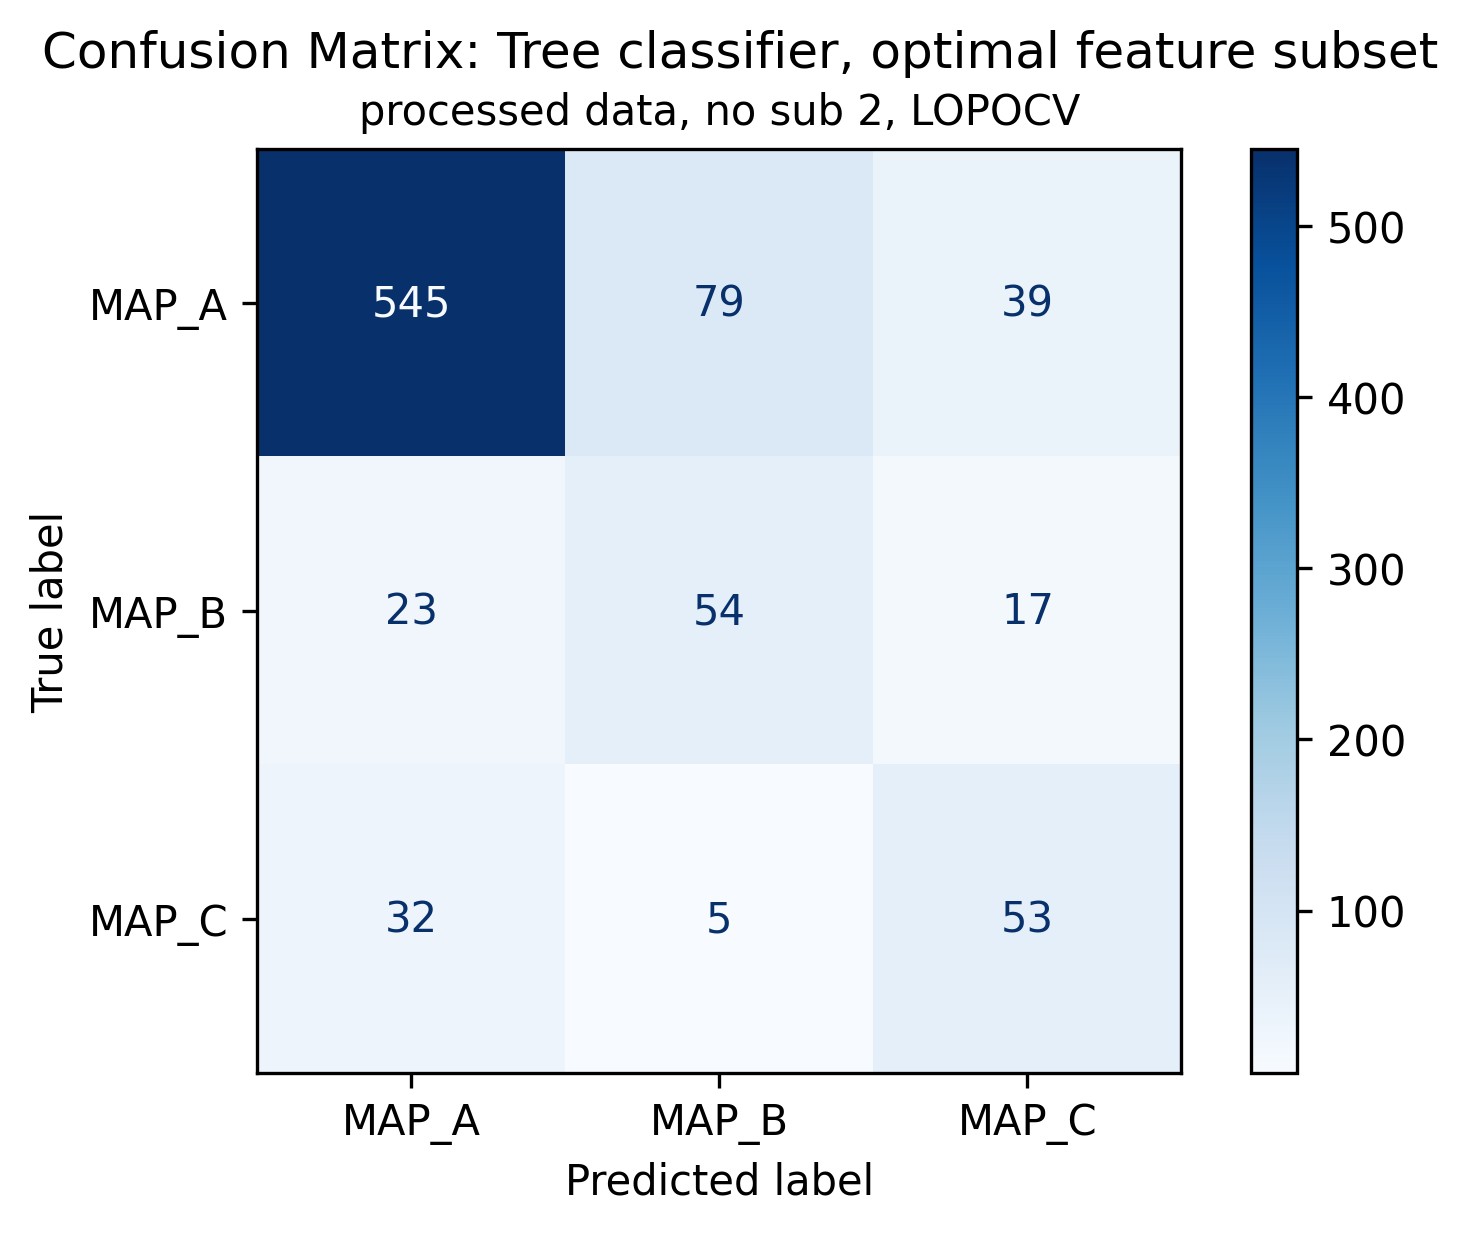 Confusion Matrix: Tree classifier, optimal feature subset
processed data, no sub 2, LOPOCV
True label
MAP_A
545
79
39
MAP_B
23
54
17
MAP_C
32
5
53
MAP_A
MAP_B
MAP_C
Predicted label
500
400
300
200
100